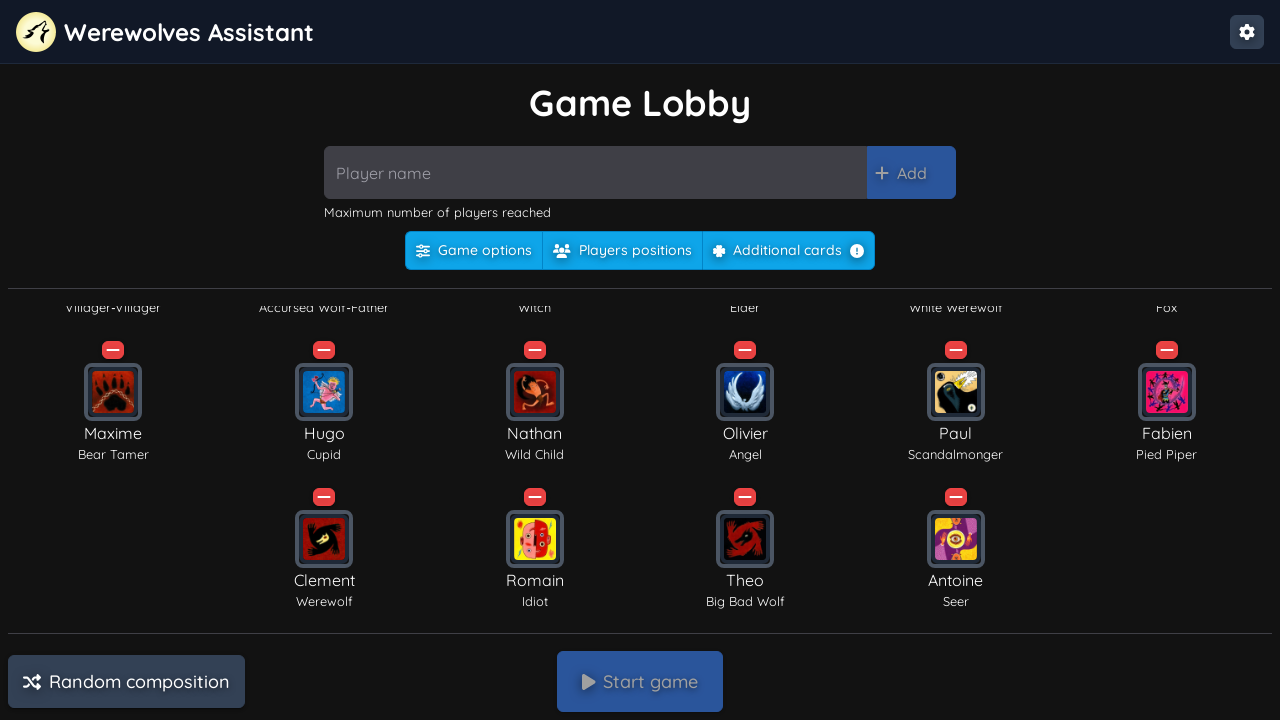 Werewolves Assistant
Game Lobby
Player name
Add
Maximum number of players reached
Game options
Players positions
Additional cards
Villager-Villager
Accursed Wolf-Father
Witch
Elder
White Werewolf
Fox
Maxime
Hugo
Nathan
Olivier
Paul
Fabien
Bear Tamer
Cupid
Wild Child
Angel
Scandalmonger
Pied Piper
Clement
Romain
Theo
Antoine
Werewolf
Idiot
Big Bad Wolf
Seer
Random composition
Start game